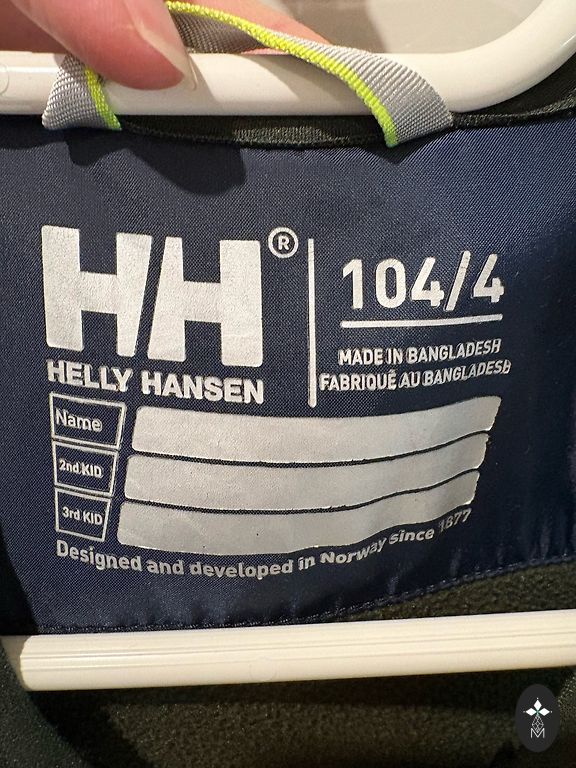 HH®
HELLY HANSEN
104/4
MADE IN BANGLADESH
FABRIQUÉ AU BANGLADESH
Name
2nd KID
3rd KID
Designed and developed in Norway since 1877
M